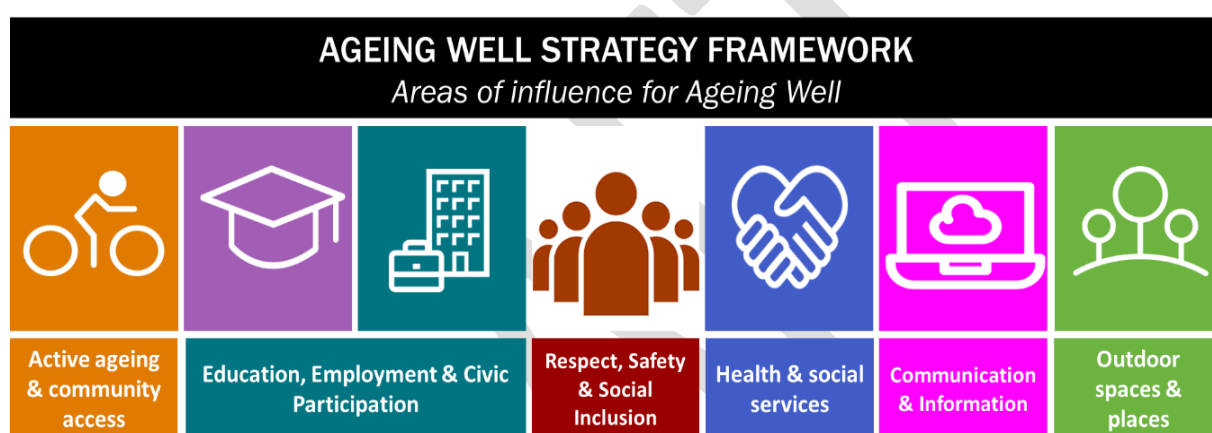 AGEING WELL STRATEGY FRAMEWORK
Areas of influence for Ageing Well
Active ageing
& community
access
Education, Employment & Civic
Participation
Respect, Safety
& Social
Inclusion
Health & social
services
Communication
& Information
Outdoor
spaces &
places